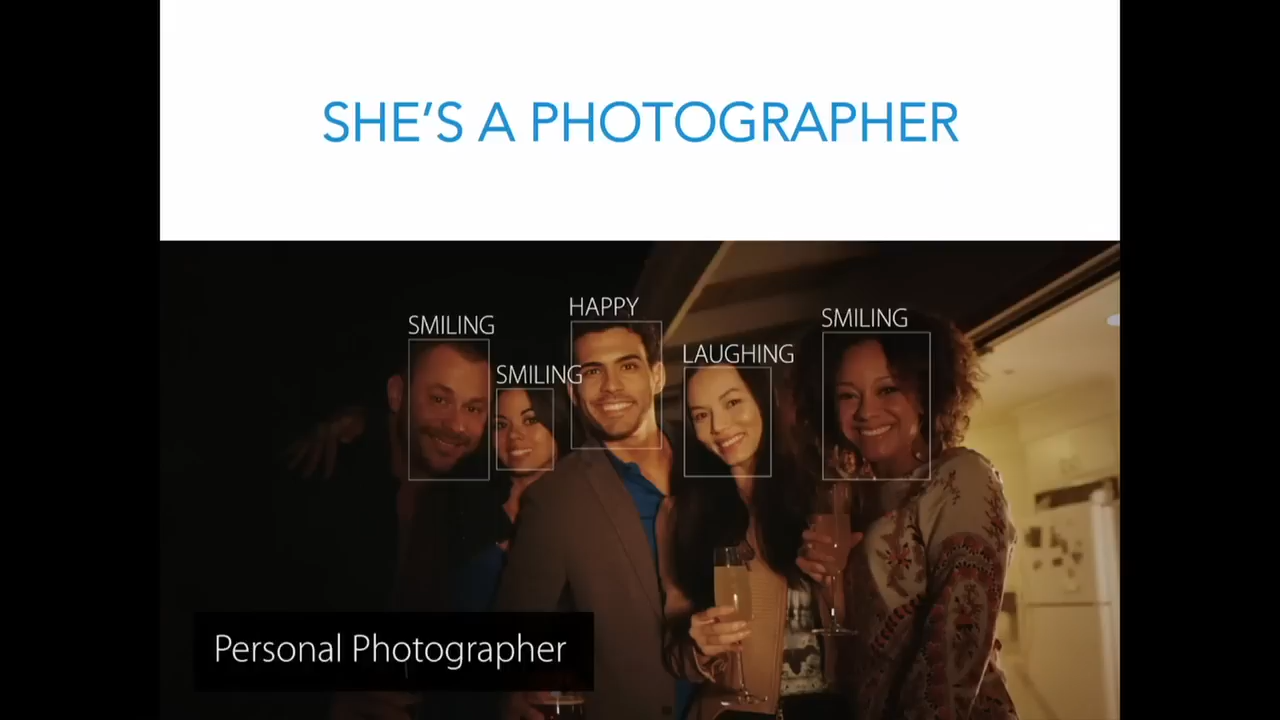 SHE'S A PHOTOGRAPHER
HAPPY
SMILING
SMILING
LAUGHING
SMILING
Personal Photographer